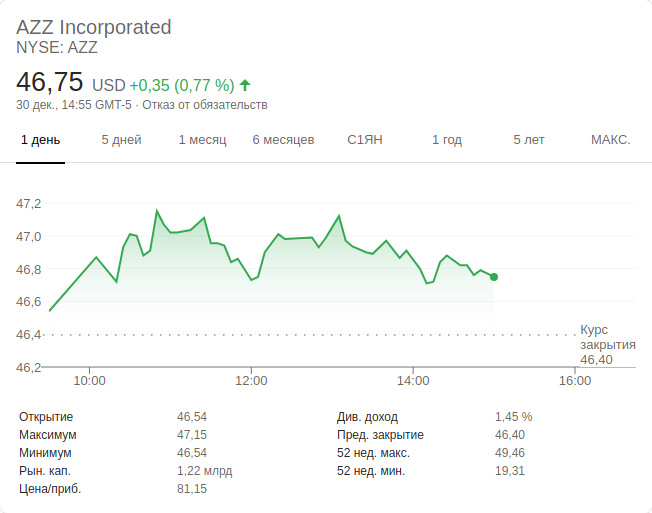 AZZ Incorporated
NYSE: AZZ
46,75 USD +0,35 (0,77 %)
30 дек., 14:55 GMT-5 · Отказ от обязательств
1 день 5 дней 1 месяц 6 месяцев С1ЯН 1 год 5 лет МАКС.
47,2
47,0
46,8
46,6
46,4
Курс
закрытия
46,40
46,2
10:00 12:00 14:00 16:00
Открытие 46,54 Див. доход 1,45 %
Максимум 47,15 Пред. закрытие 46,40
Минимум 46,54 52 нед. макс. 49,46
Рын. кап. 1,22 млрд 52 нед. мин. 19,31
Цена/приб. 81,15